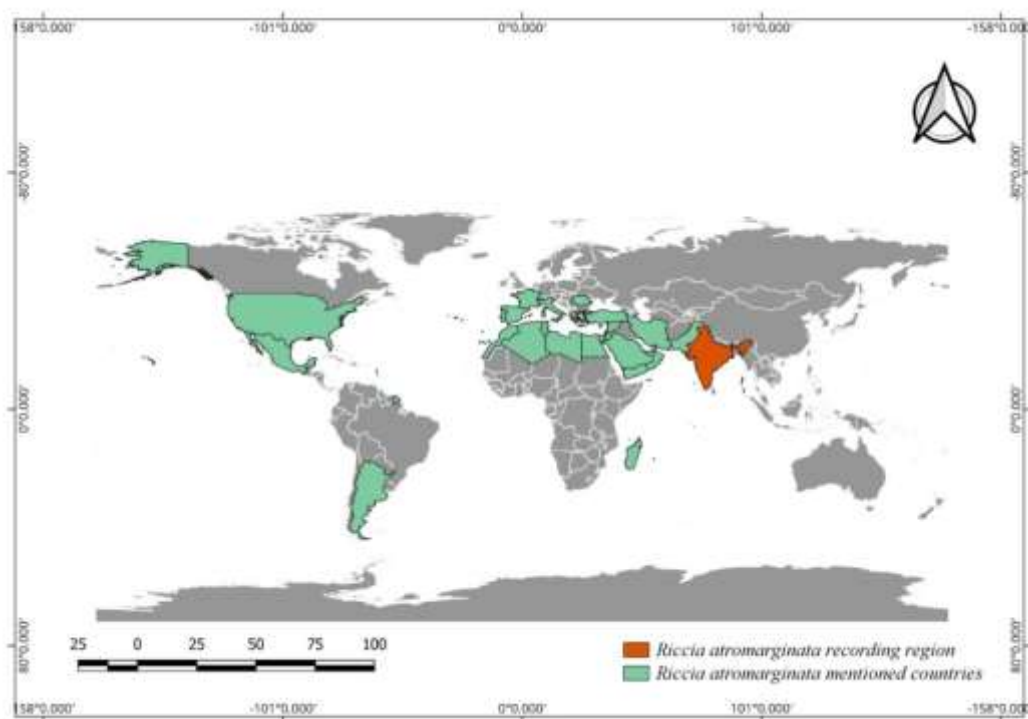 -158°0.000' -101°0.000' 0°0.000' 101°0.000' -158°0.000'
-80°0.000' -80°0.000'
0°0.000' 0°0.000'
80°0.000' 80°0.000'
25 0 25 50 75 100
Riccia atromarginata recording region
Riccia atromarginata mentioned countries
-158°0.000' -101°0.000' 0°0.000' 101°0.000' -158°0.000'